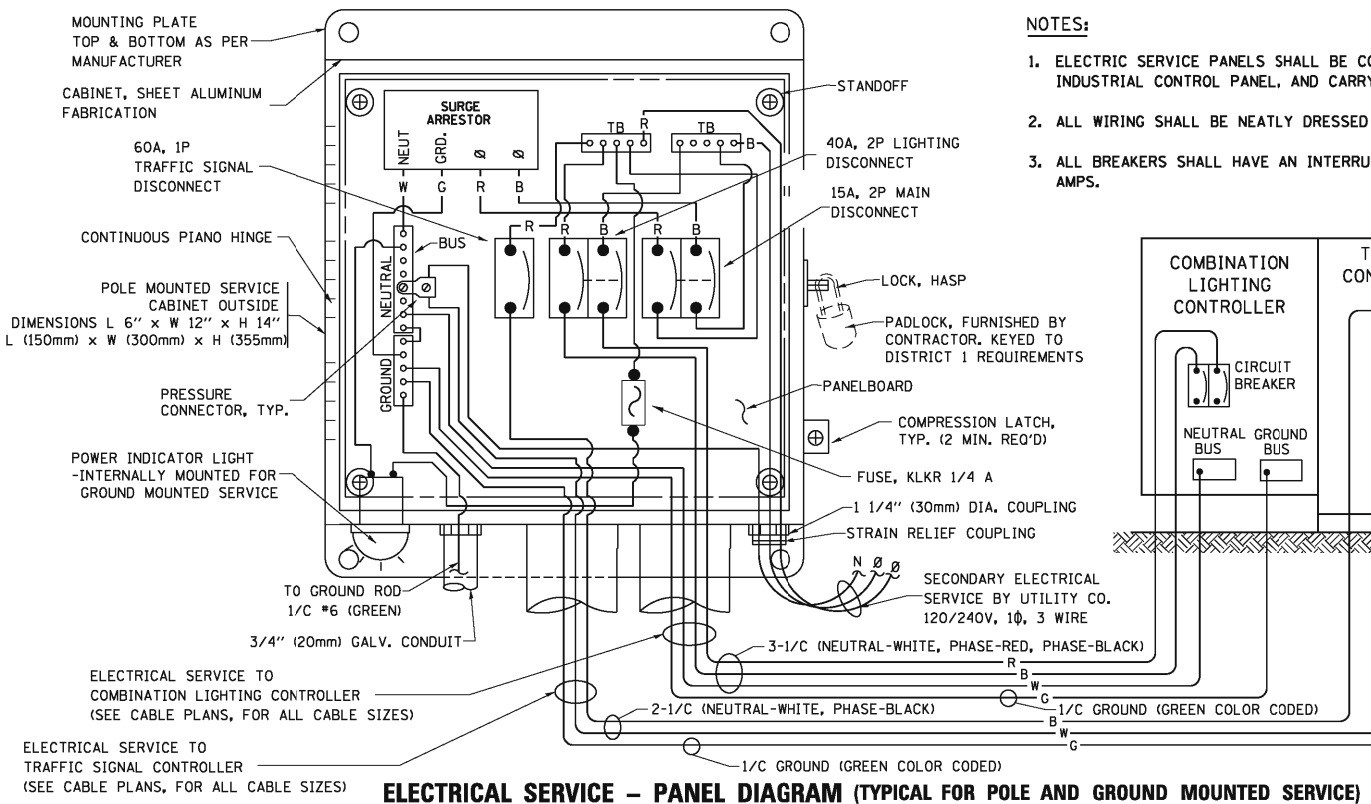 MOUNTING PLATE
TOP & BOTTOM AS PER
MANUFACTURER
CABINET, SHEET ALUMINUM
FABRICATION
60A, 1P
TRAFFIC SIGNAL
DISCONNECT
CONTINUOUS PIANO HINGE
POLE MOUNTED SERVICE
CABINET OUTSIDE
DIMENSIONS L 6" x W 12" x H 14"
L (150mm) x W (300mm) x H (355mm)
PRESSURE
CONNECTOR, TYP.
POWER INDICATOR LIGHT
-INTERNALLY MOUNTED FOR
GROUND MOUNTED SERVICE
SURGE
ARRESTOR
NEUT
GRD.
Ø
Ø
W
G
R
B
TB
R
TB
B
R
R
B
R
B
BUS
NEUTRAL
GROUND
STANDOFF
40A, 2P LIGHTING
DISCONNECT
15A, 2P MAIN
DISCONNECT
LOCK, HASP
PADLOCK, FURNISHED BY
CONTRACTOR. KEYED TO
DISTRICT 1 REQUIREMENTS
PANELBOARD
COMPRESSION LATCH,
TYP. (2 MIN. REQ'D)
FUSE, KLKR 1/4 A
1 1/4" (30mm) DIA. COUPLING
STRAIN RELIEF COUPLING
N Ø Ø
SECONDARY ELECTRICAL
SERVICE BY UTILITY CO.
120/240V, 1ϕ, 3 WIRE
TO GROUND ROD
1/C #6 (GREEN)
3/4" (20mm) GALV. CONDUIT
ELECTRICAL SERVICE TO
COMBINATION LIGHTING CONTROLLER
(SEE CABLE PLANS, FOR ALL CABLE SIZES)
ELECTRICAL SERVICE TO
TRAFFIC SIGNAL CONTROLLER
(SEE CABLE PLANS, FOR ALL CABLE SIZES)
3-1/C (NEUTRAL-WHITE, PHASE-RED, PHASE-BLACK)
R
B
W
G
1/C GROUND (GREEN COLOR CODED)
2-1/C (NEUTRAL-WHITE, PHASE-BLACK)
B
W
G
1/C GROUND (GREEN COLOR CODED)
NOTES:
1. ELECTRIC SERVICE PANELS SHALL BE
INDUSTRIAL CONTROL PANEL, AND CARRY
2. ALL WIRING SHALL BE NEATLY DRESSED
3. ALL BREAKERS SHALL HAVE AN
AMPS.
COMBINATION
LIGHTING
CONTROLLER
CIRCUIT
BREAKER
NEUTRAL
BUS
GROUND
BUS
ELECTRICAL SERVICE – PANEL DIAGRAM (TYPICAL FOR POLE AND GROUND MOUNTED SERVICE)